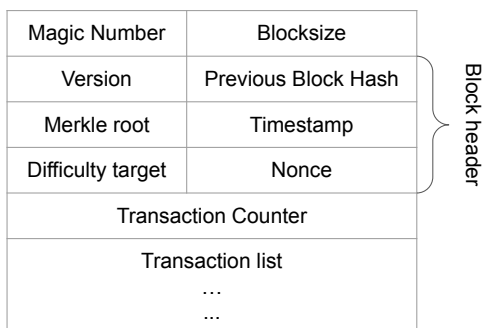 Magic Number Blocksize
Version Previous Block Hash
Merkle root Timestamp
Difficulty target Nonce
Block header
Transaction Counter
Transaction list
…
...